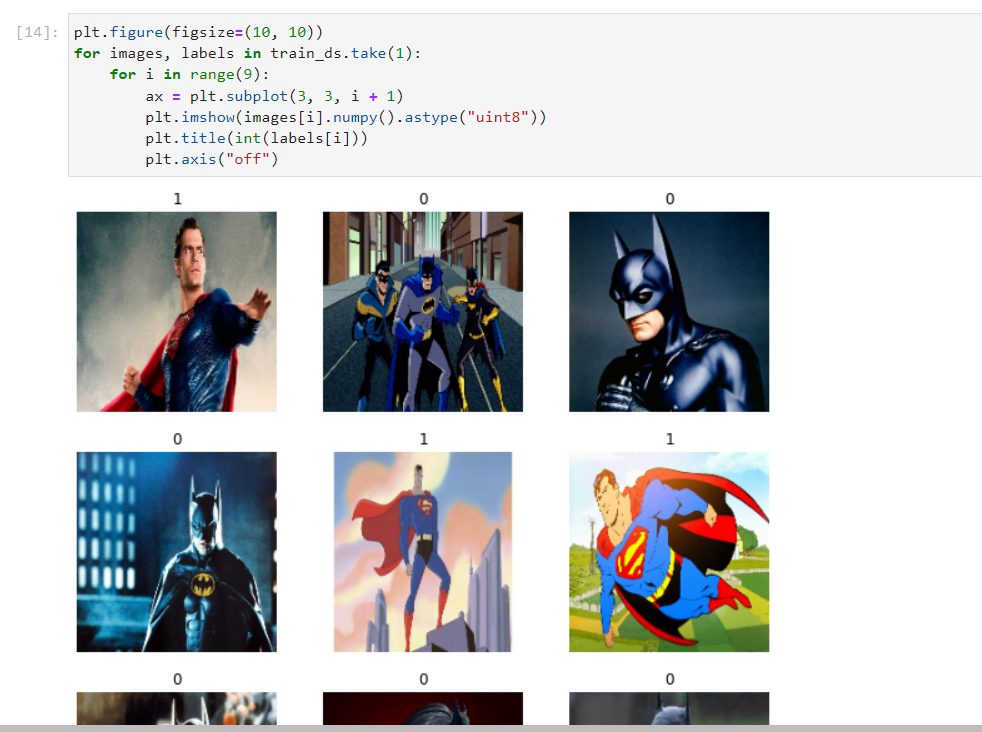 [14]: plt.figure(figsize=(10, 10))
for images, labels in train_ds.take(1):
    for i in range(9):
        ax = plt.subplot(3, 3, i + 1)
        plt.imshow(images[i].numpy().astype("uint8"))
        plt.title(int(labels[i]))
        plt.axis("off")
1 0 0
0 1 1
0 0 0